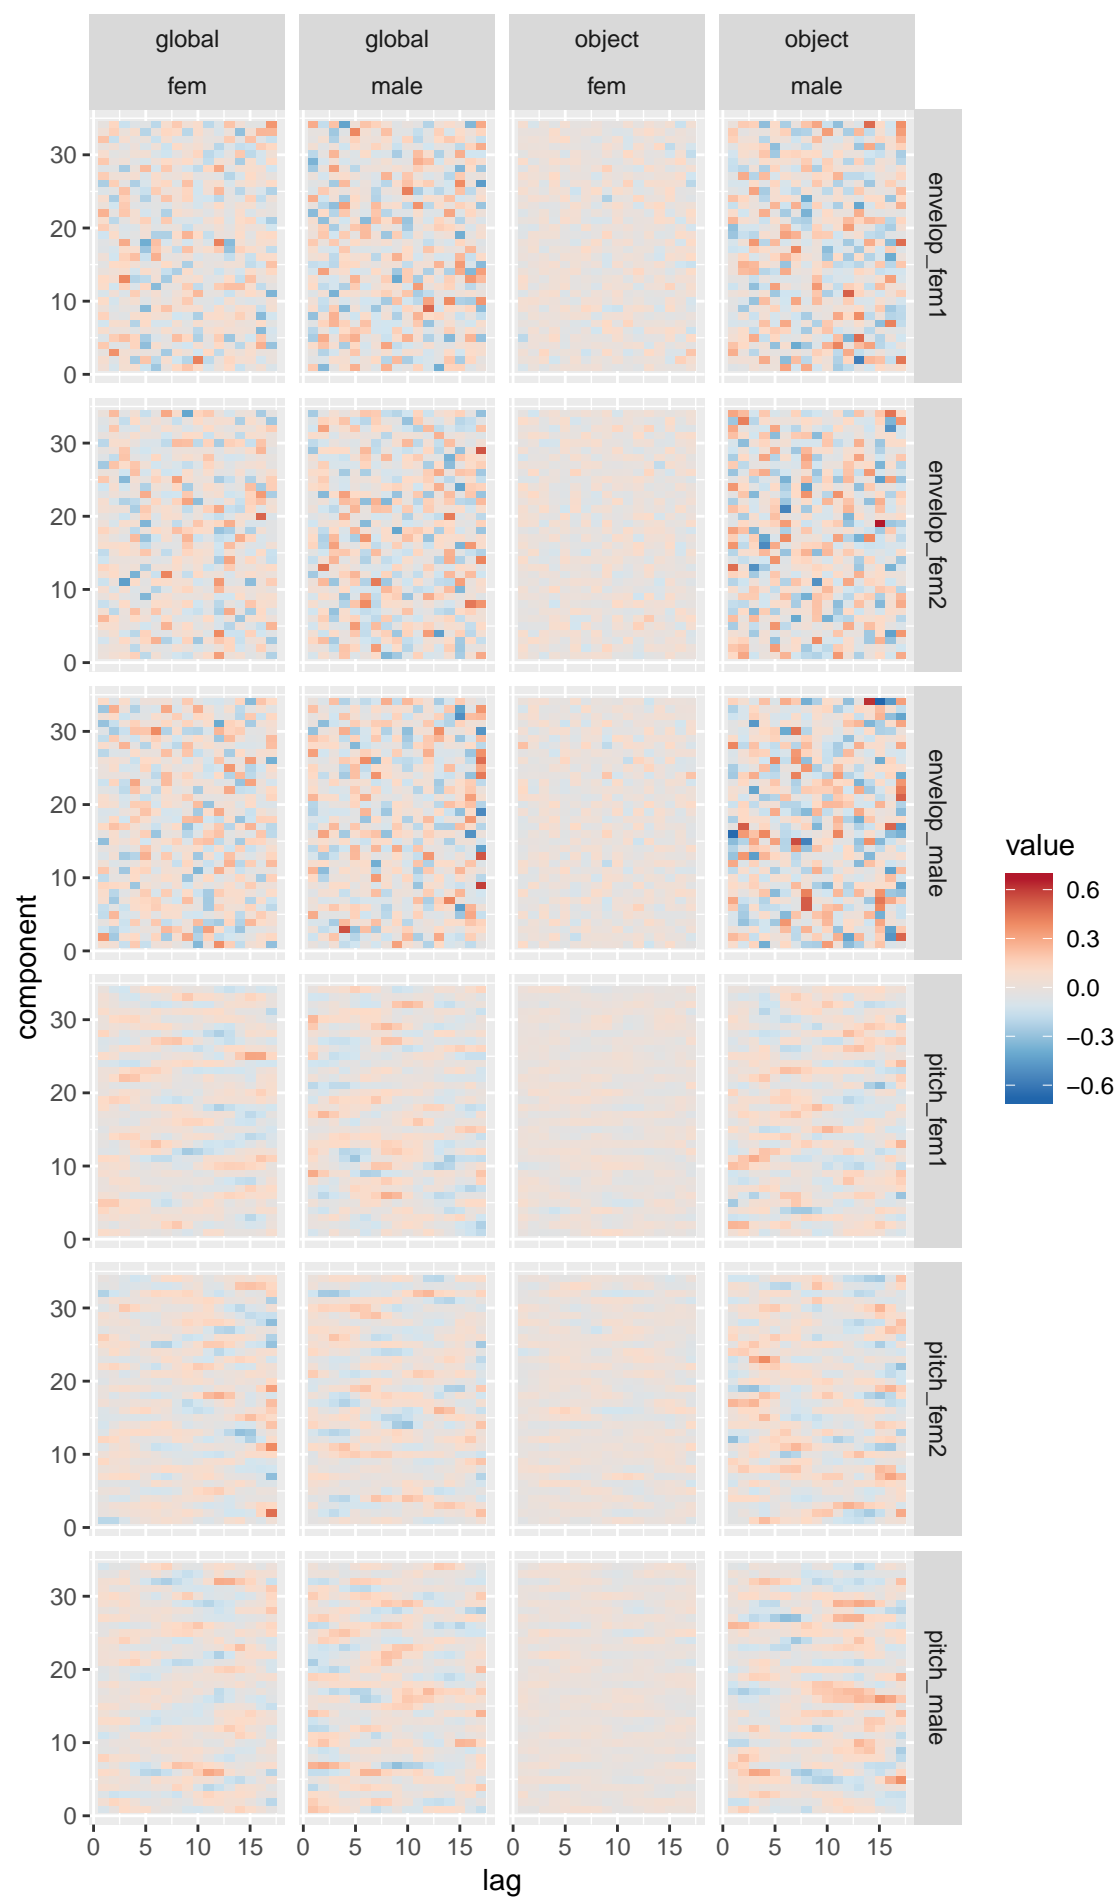 global global object object
fem male fem male
30
20
10
0
envelop_fem1
30
20
10
0
envelop_fem2
30
20
10
0
envelop_male
30
20
10
0
pitch_fem1
30
20
10
0
pitch_fem2
30
20
10
0
pitch_male
0 5 10 15 0 5 10 15 0 5 10 15 0 5 10 15
lag
component
value
0.6
0.3
0.0
−0.3
−0.6